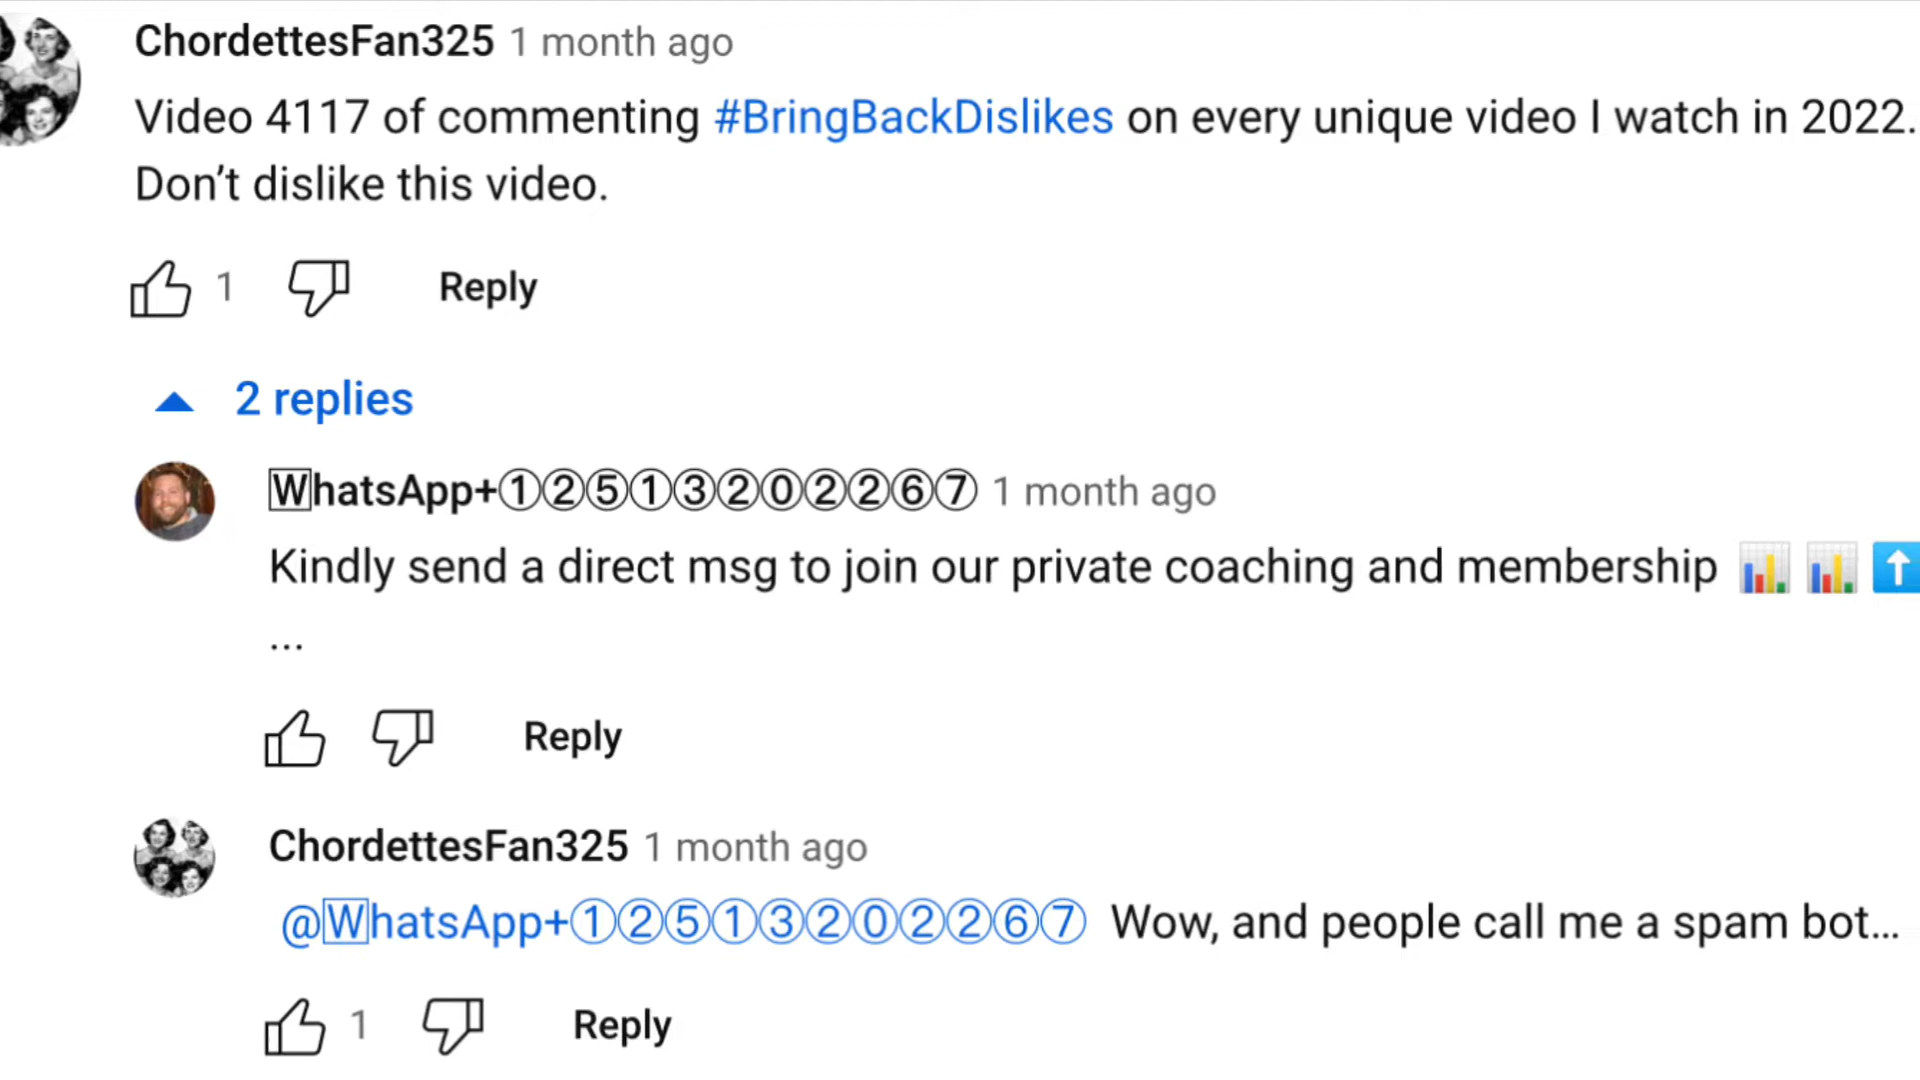 ChordettesFan325 1 month ago
Video 4117 of commenting #BringBackDislikes on every unique video I watch in 2022.
Don’t dislike this video.
1 Reply
2 replies
🅆hatsApp+①②⑤①③②⓪②②⑥⑦ 1 month ago
Kindly send a direct msg to join our private coaching and membership 📊 📊 ⬆
...
Reply
ChordettesFan325 1 month ago
@🅆hatsApp+①②⑤①③②⓪②②⑥⑦ Wow, and people call me a spam bot…
1 Reply